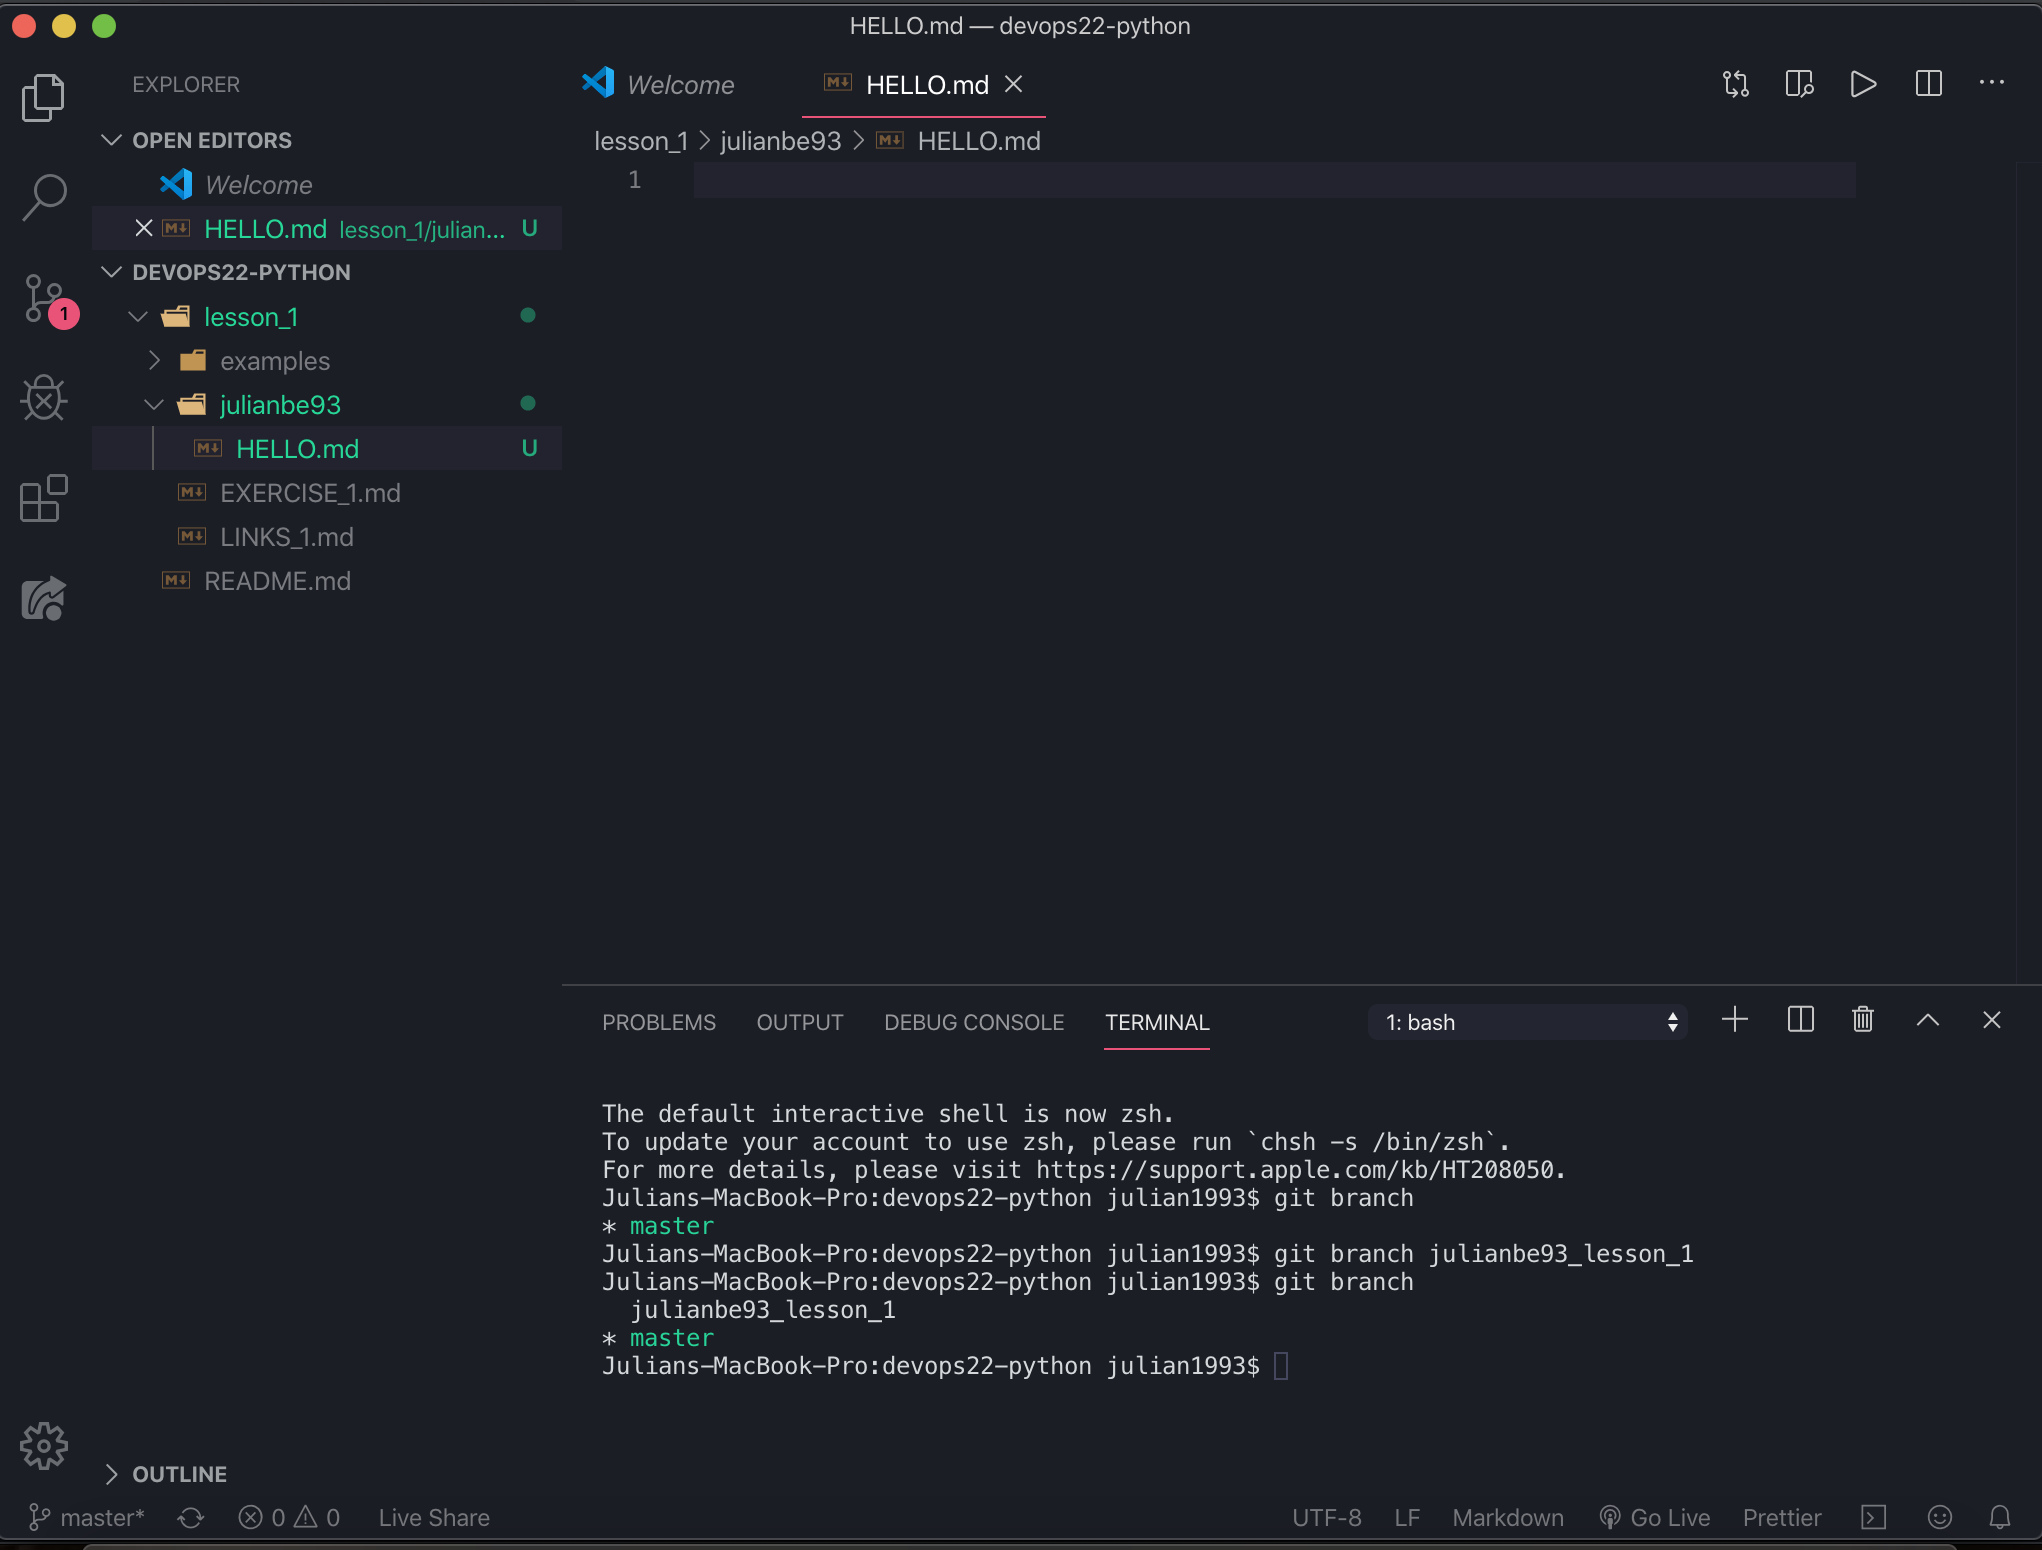 HELLO.md — devops22-python
EXPLORER
OPEN EDITORS
Welcome
HELLO.md lesson_1/julian... U
DEVOPS22-PYTHON
lesson_1
examples
julianbe93
HELLO.md U
EXERCISE_1.md
LINKS_1.md
README.md
OUTLINE
1
Welcome
HELLO.md
lesson_1 > julianbe93 > HELLO.md
1
PROBLEMS OUTPUT DEBUG CONSOLE TERMINAL 1: bash
The default interactive shell is now zsh.
To update your account to use zsh, please run `chsh -s /bin/zsh`.
For more details, please visit https://support.apple.com/kb/HT208050.
Julians-MacBook-Pro:devops22-python julian1993$ git branch
* master
Julians-MacBook-Pro:devops22-python julian1993$ git branch julianbe93_lesson_1
Julians-MacBook-Pro:devops22-python julian1993$ git branch
julianbe93_lesson_1
* master
Julians-MacBook-Pro:devops22-python julian1993$
master* 0 0 Live Share UTF-8 LF Markdown Go Live Prettier